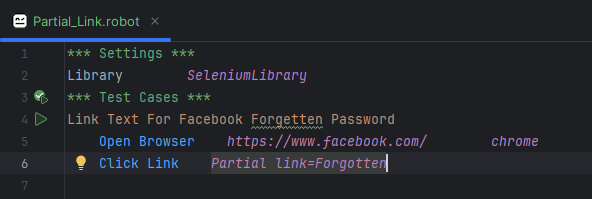 Partial_Link.robot
1 *** Settings ***
2 Library SeleniumLibrary
3 *** Test Cases ***
4 Link Text For Facebook Forgetten Password
5 Open Browser https://www.facebook.com/ chrome
6 Click Link Partial link=Forgotten
7